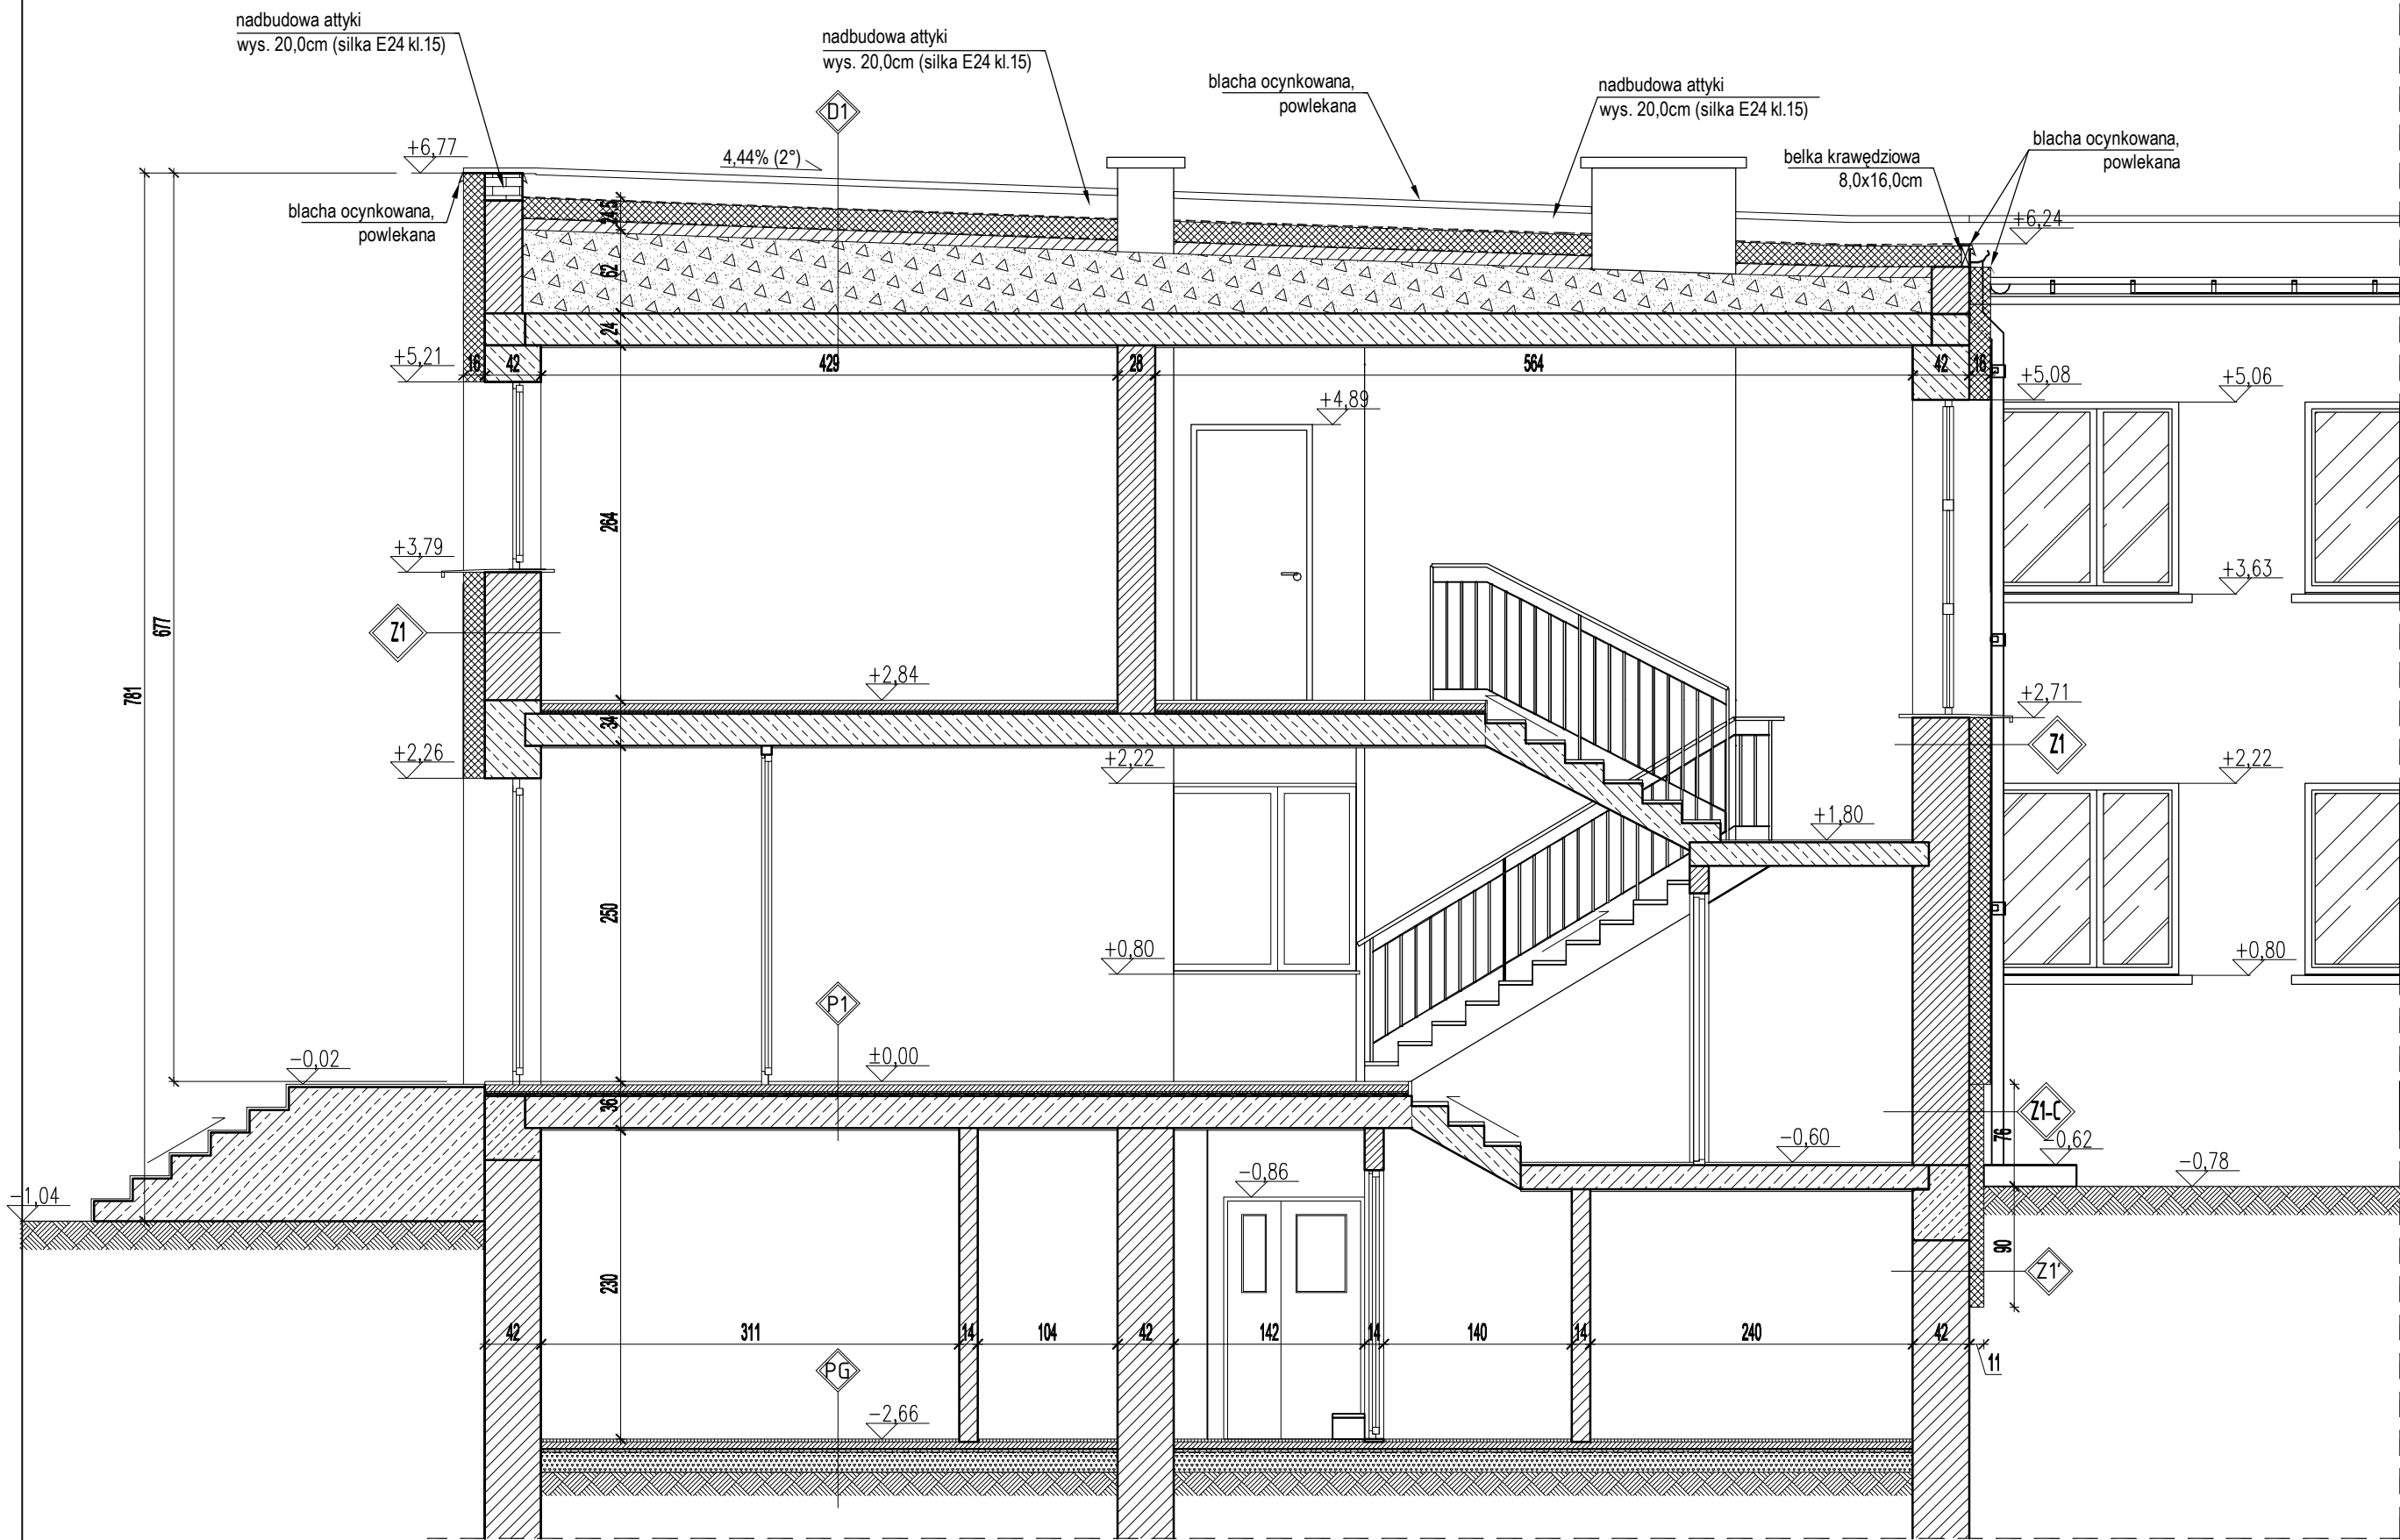 nadbudowa attyki
wys. 20,0cm (silka E24 kl.15)
nadbudowa attyki
wys. 20,0cm (silka E24 kl.15)
blacha ocynkowana,
powlekana
nadbudowa attyki
wys. 20,0cm (silka E24 kl.15)
blacha ocynkowana,
powlekana
belka krawędziowa
8,0x16,0cm
D1
+6,77
4,44% (2°)
blacha ocynkowana,
powlekana
24,5
+6,24
62
24
+5,21
16
42
429
28
564
42
16
+5,08
+5,06
+4,89
264
+3,79
+3,63
Z1
677
781
+2,84
+2,71
34
Z1
+2,26
+2,22
+2,22
+1,80
250
+0,80
+0,80
P1
-0,02
±0,00
36
Z1-C
76
-0,60
-0,62
-0,78
-0,86
-1,04
90
Z1'
230
42
311
14
104
42
142
14
140
14
240
42
11
PG
-2,66